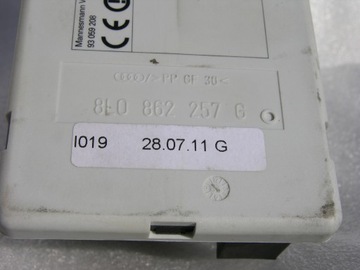 Mannesmann V
93 059 208
CE
>PP GF 30<
8L0 862 257 G
I019 28.07.11 G